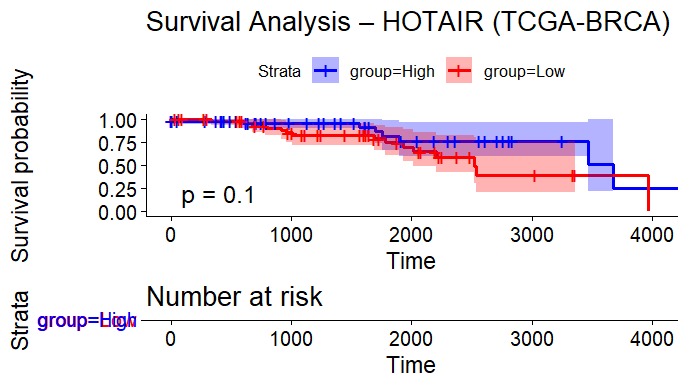 Survival Analysis – HOTAIR (TCGA-BRCA)
Strata group=High group=Low
Survival probability
1.00
0.75
0.50
0.25
0.00
p = 0.1
0 1000 2000 3000 4000
Time
Number at risk
Strata
group=High
0 1000 2000 3000 4000
Time